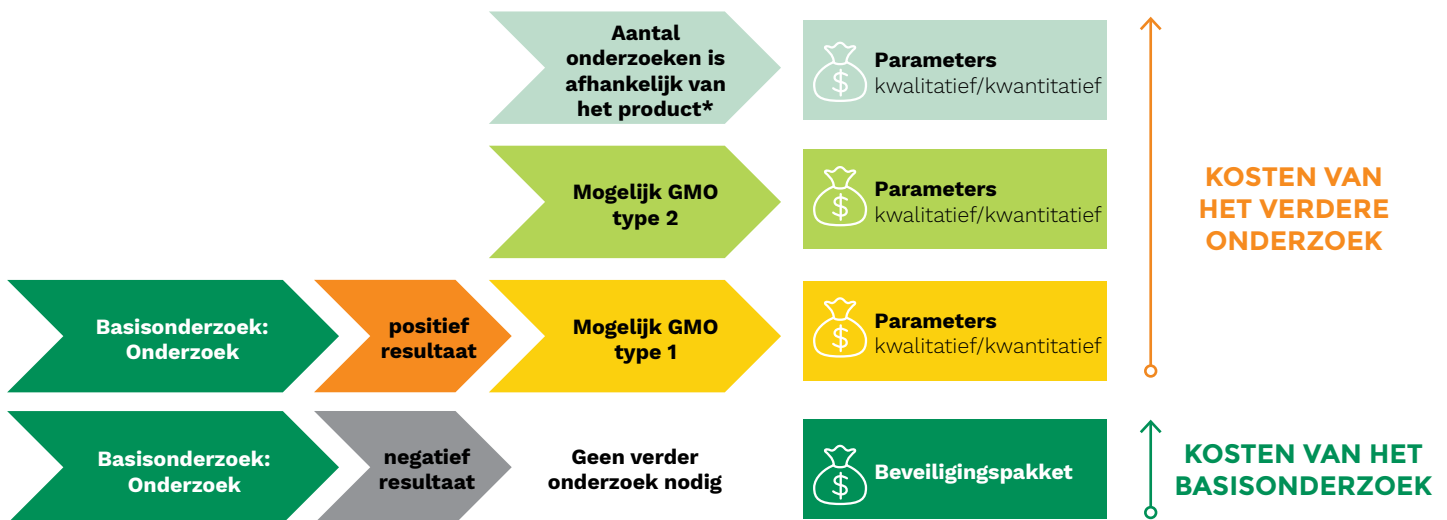 Aantal
onderzoeken is
afhankelijk van
het product*
$
Parameters
kwalitatief/kwantitatief
Mogelijk GMO
type 2
$
Parameters
kwalitatief/kwantitatief
KOSTEN VAN
HET VERDERE
ONDERZOEK
Basisonderzoek:
Onderzoek
positief
resultaat
Mogelijk GMO
type 1
$
Parameters
kwalitatief/kwantitatief
Basisonderzoek:
Onderzoek
negatief
resultaat
Geen verder
onderzoek nodig
$
Beveiligingspakket
KOSTEN VAN HET
BASISONDERZOEK